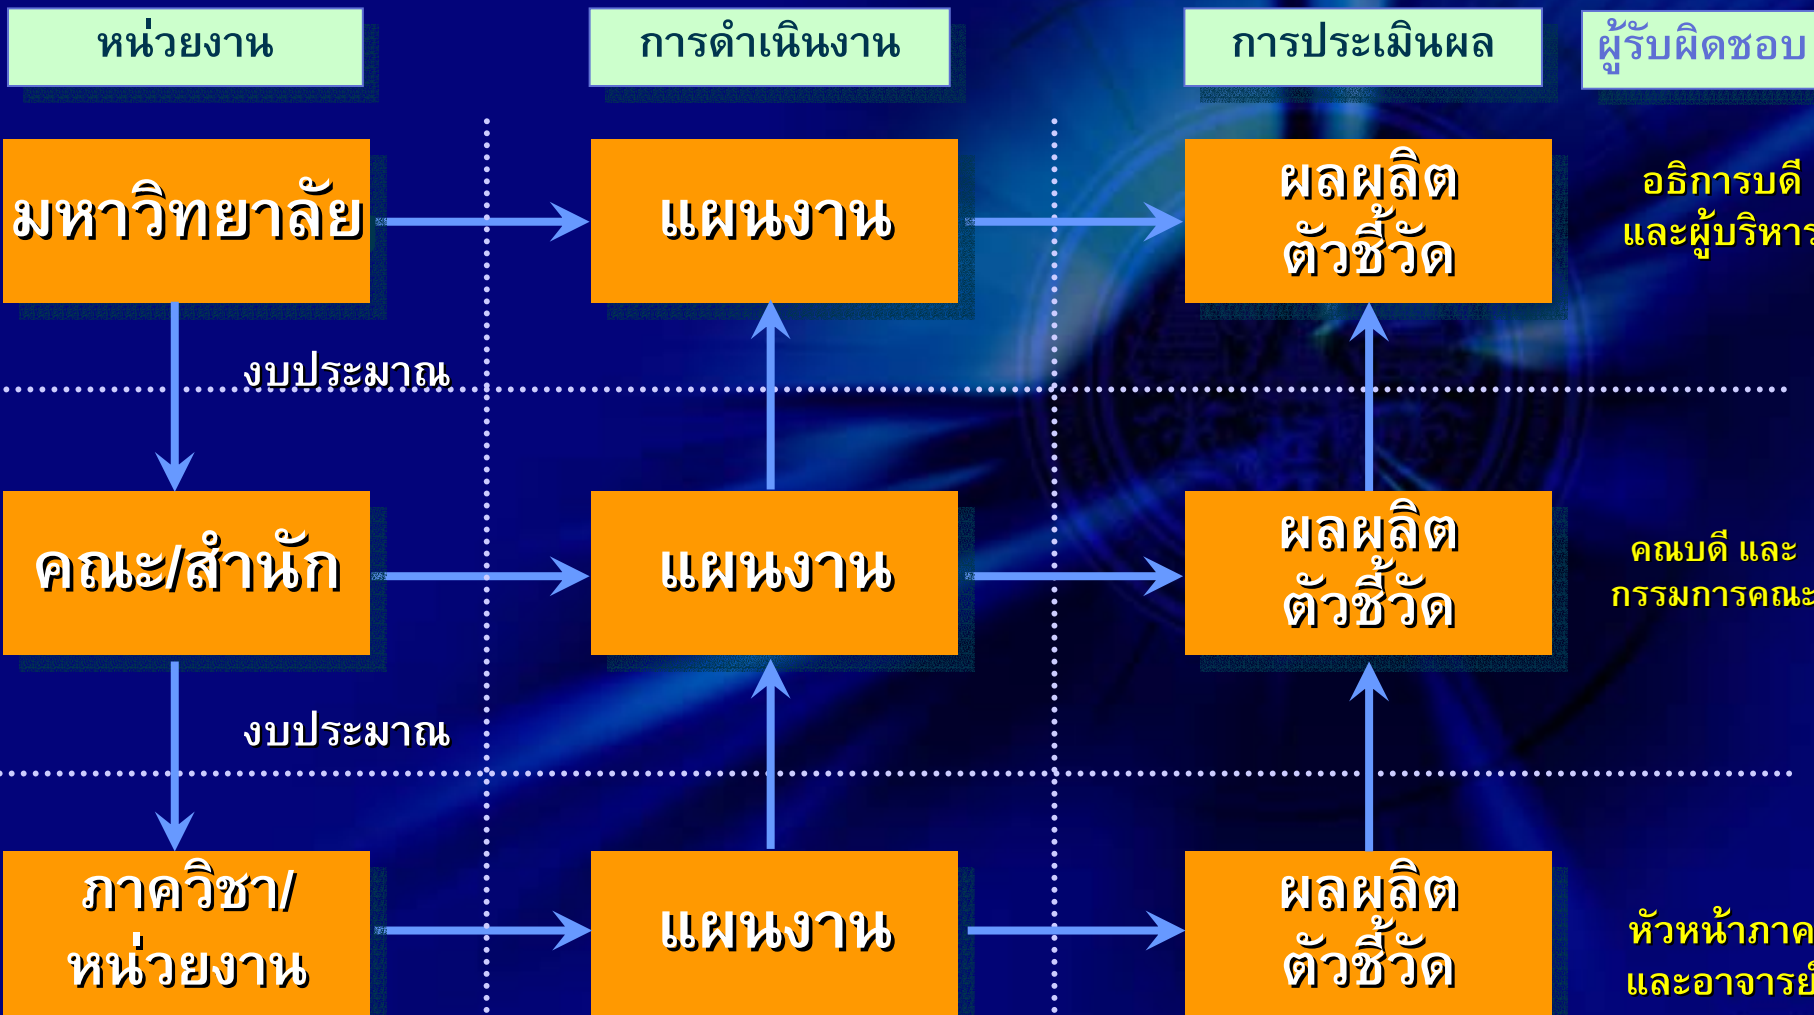 หน่วยงาน
การดำเนินงาน
การประเมินผล
ผู้รับผิดชอบ
มหาวิทยาลัย
แผนงาน
ผลผลิต
ตัวชี้วัด
อธิการบดี
และผู้บริหาร
งบประมาณ
คณะ/สำนัก
แผนงาน
ผลผลิต
ตัวชี้วัด
คณบดี และ
กรรมการคณะ
งบประมาณ
ภาควิชา/
หน่วยงาน
แผนงาน
ผลผลิต
ตัวชี้วัด
หัวหน้าภาค
และอาจารย์